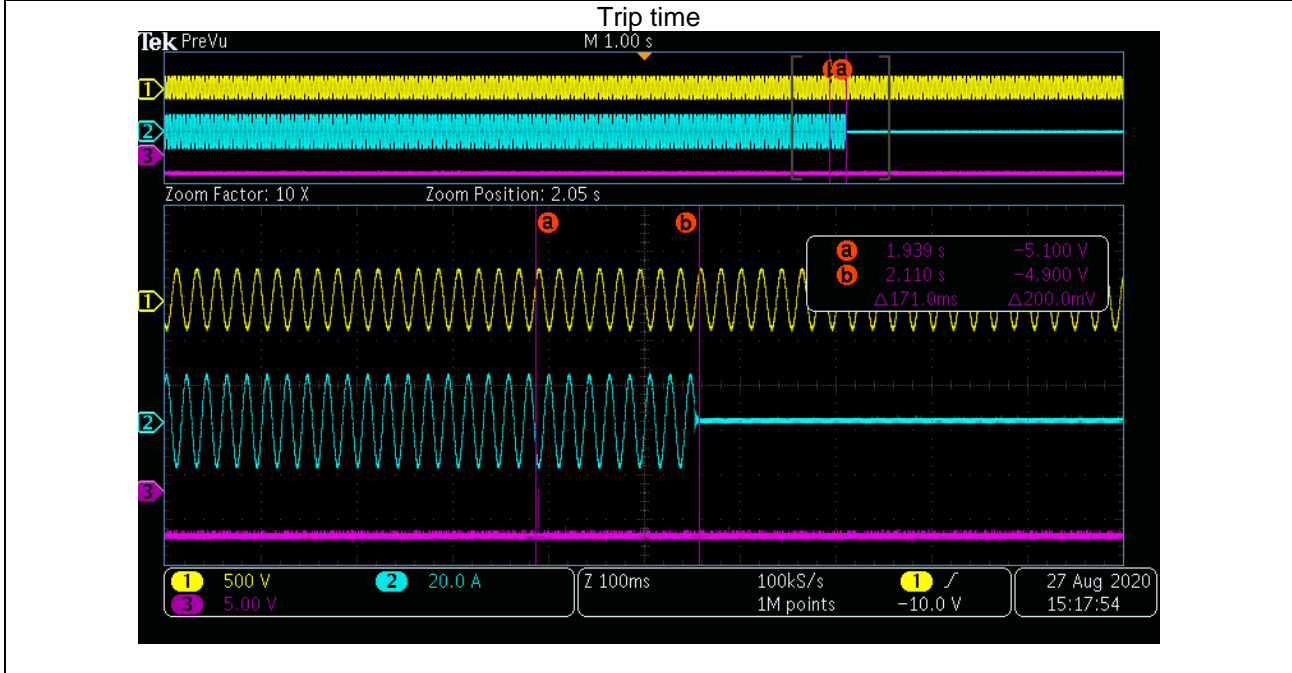 Trip time
Tek PreVu M 1.00 s
a
1
2
3
Zoom Factor: 10 X Zoom Position: 2.05 s
a b
a 1.939 s −5.100 V
b 2.110 s −4.900 V
△171.0ms △200.0mV
1
2
3
1 500 V 2 20.0 A Z 100ms 100kS/s 1 27 Aug 2020
3 5.00 V 1M points −10.0 V 15:17:54